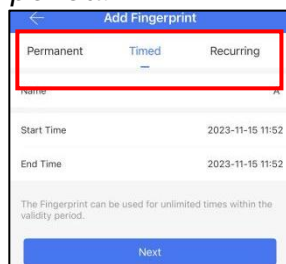 Add Fingerprint
Permanent Timed Recurring
Name A
Start Time 2023-11-15 11:52
End Time 2023-11-15 11:52
The Fingerprint can be used for unlimited times within the
validity period.
Next